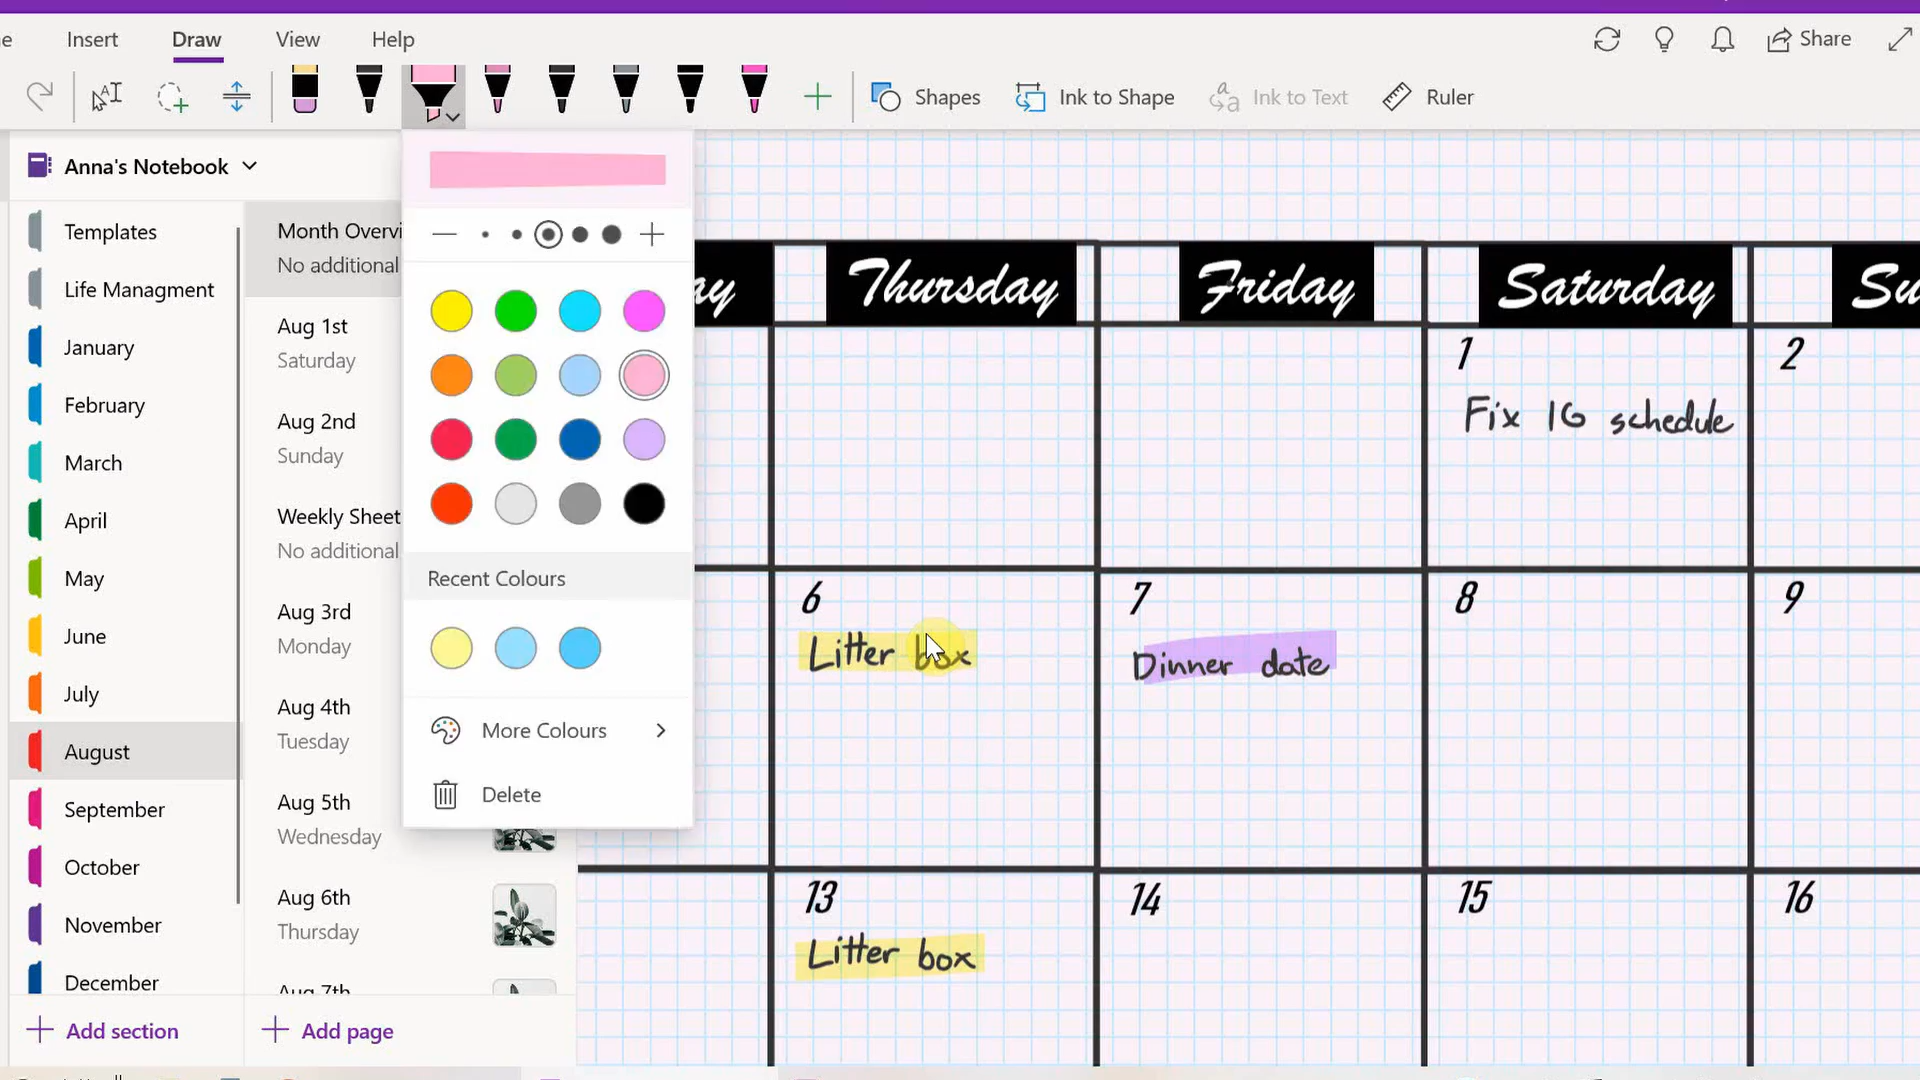 Insert Draw View Help Share
Shapes Ink to Shape Ink to Text Ruler
Anna's Notebook
Templates
Life Managment
January
February
March
April
May
June
July
August
September
October
November
December
Add section
Month Overvi
No additional
Aug 1st
Saturday
Aug 2nd
Sunday
Weekly Sheet
No additional
Aug 3rd
Monday
Aug 4th
Tuesday
Aug 5th
Wednesday
Aug 6th
Thursday
Aug 7th
Add page
Recent Colours
More Colours
Delete
ay Thursday Friday Saturday Su
1 2
Fix IG schedule
6 7 8 9
Litter box Dinner date
13 14 15 16
Litter box